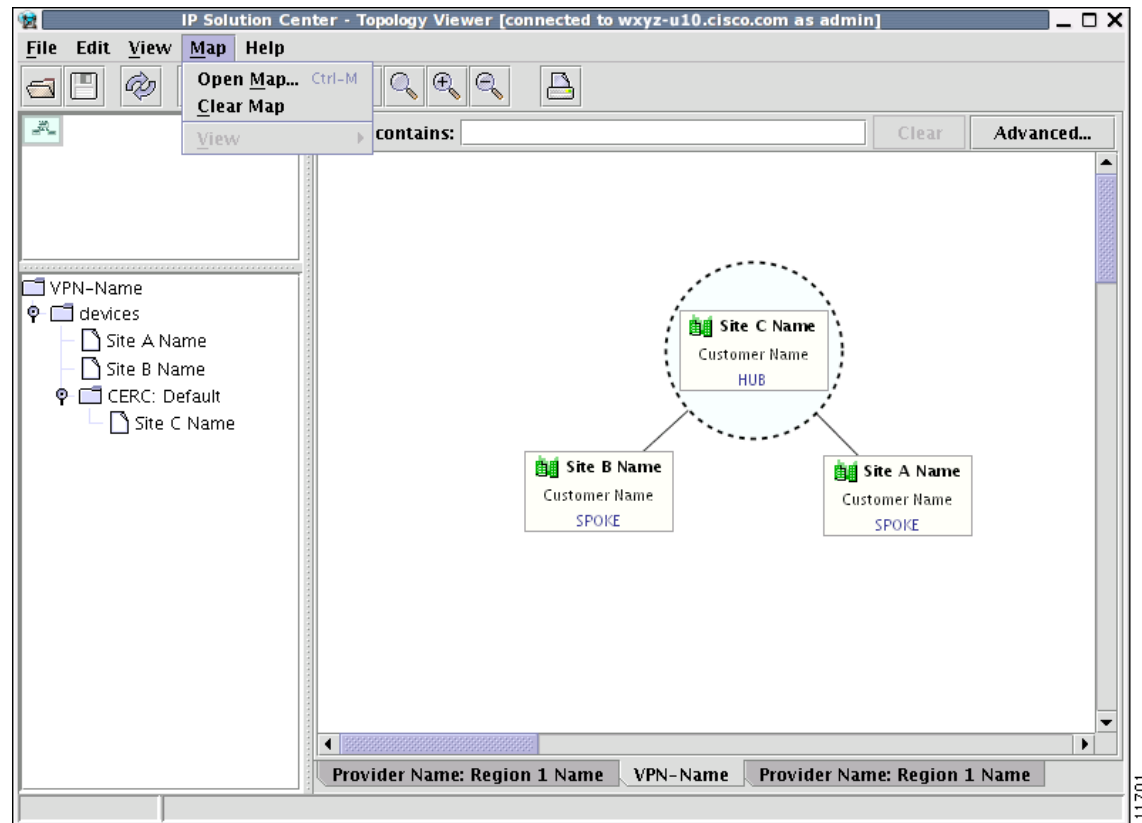 IP Solution Center - Topology Viewer [connected to wxyz-u10.cisco.com as admin]
File Edit View Map Help
Open Map... Ctrl-M
Clear Map
View
contains:
Clear
Advanced...
VPN-Name
devices
Site A Name
Site B Name
CERC: Default
Site C Name
Site C Name
Customer Name
HUB
Site B Name
Customer Name
SPOKE
Site A Name
Customer Name
SPOKE
Provider Name: Region 1 Name
VPN-Name
Provider Name: Region 1 Name